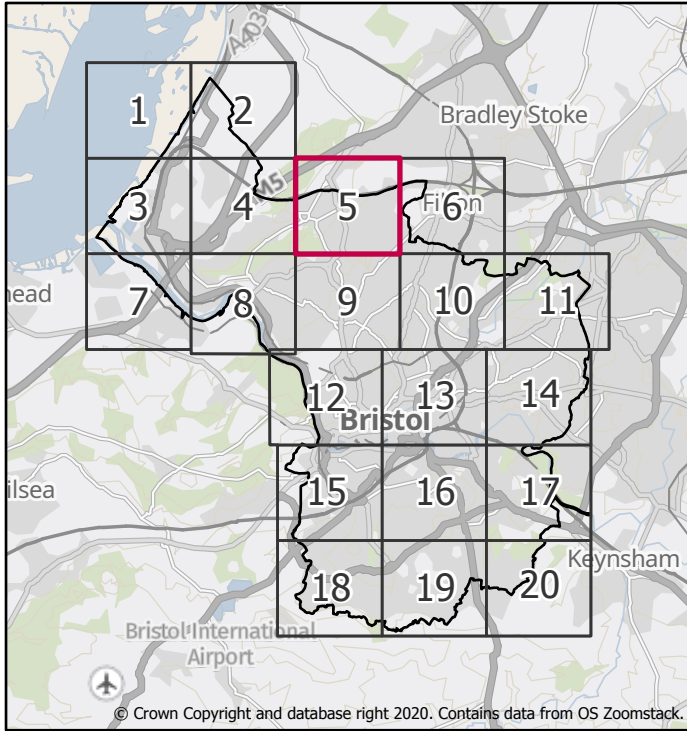 A403
1
2
Bradley Stoke
M5
3
4
5
Filton
6
head
7
8
9
10
11
12
13
14
Bristol
ilsea
15
16
17
Keynsham
18
19
20
Bristol International
Airport
© Crown Copyright and database right 2020. Contains data from OS Zoomstack.